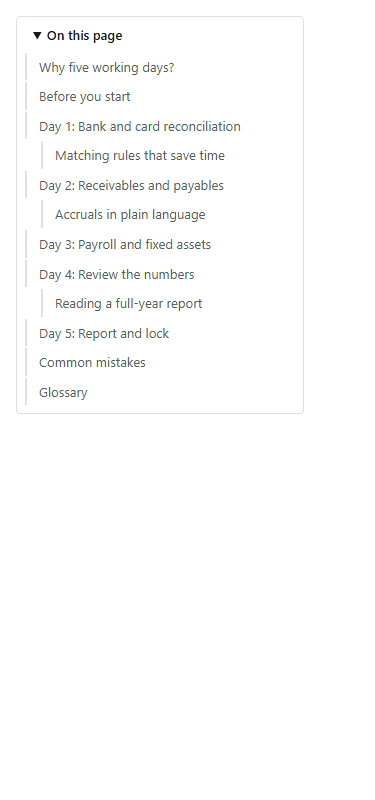 On this page
Why five working days?
Before you start
Day 1: Bank and card reconciliation
Matching rules that save time
Day 2: Receivables and payables
Accruals in plain language
Day 3: Payroll and fixed assets
Day 4: Review the numbers
Reading a full-year report
Day 5: Report and lock
Common mistakes
Glossary